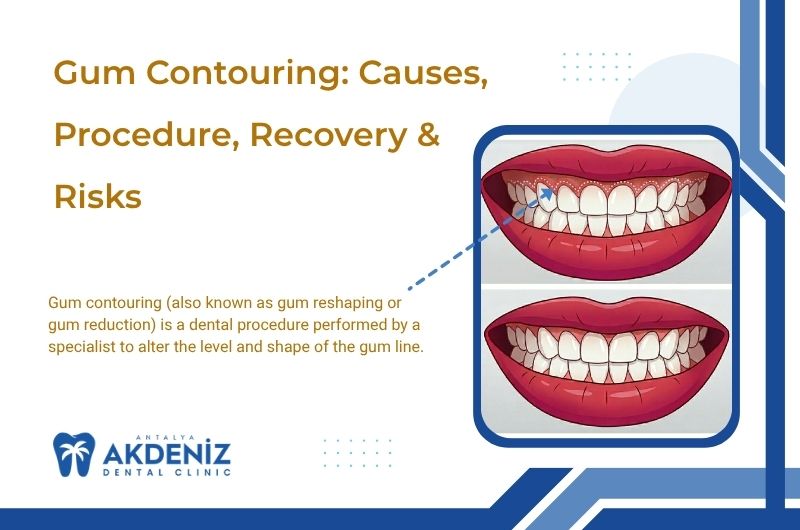 Gum Contouring: Causes,
Procedure, Recovery &
Risks
Gum contouring (also known as gum reshaping or
gum reduction) is a dental procedure performed by a
specialist to alter the level and shape of the gum line.
ANTALYA
AKDENİZ
DENTAL CLINIC